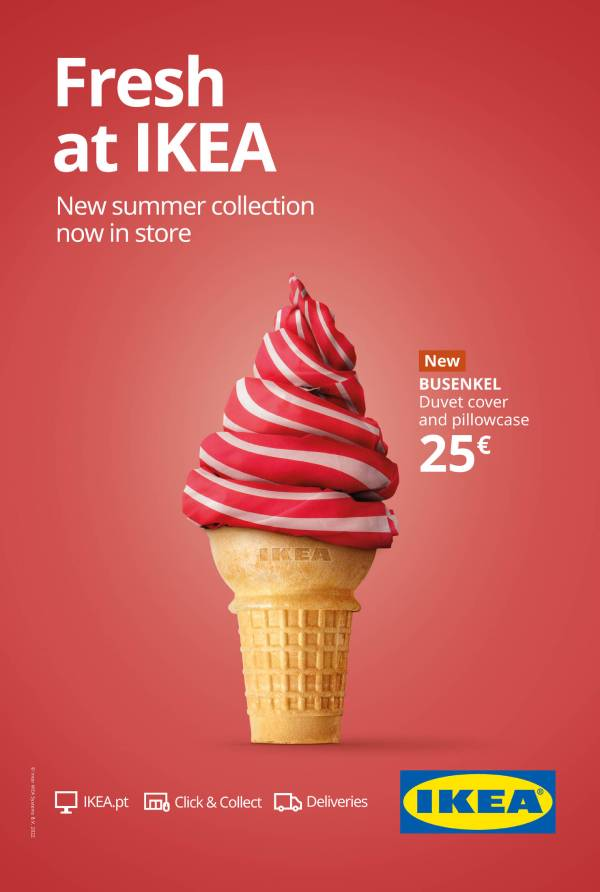 Fresh
at IKEA
New summer collection
now in store
New
BUSENKEL
Duvet cover
and pillowcase
25€
IKEA
IKEA.pt
Click & Collect
Deliveries
IKEA®